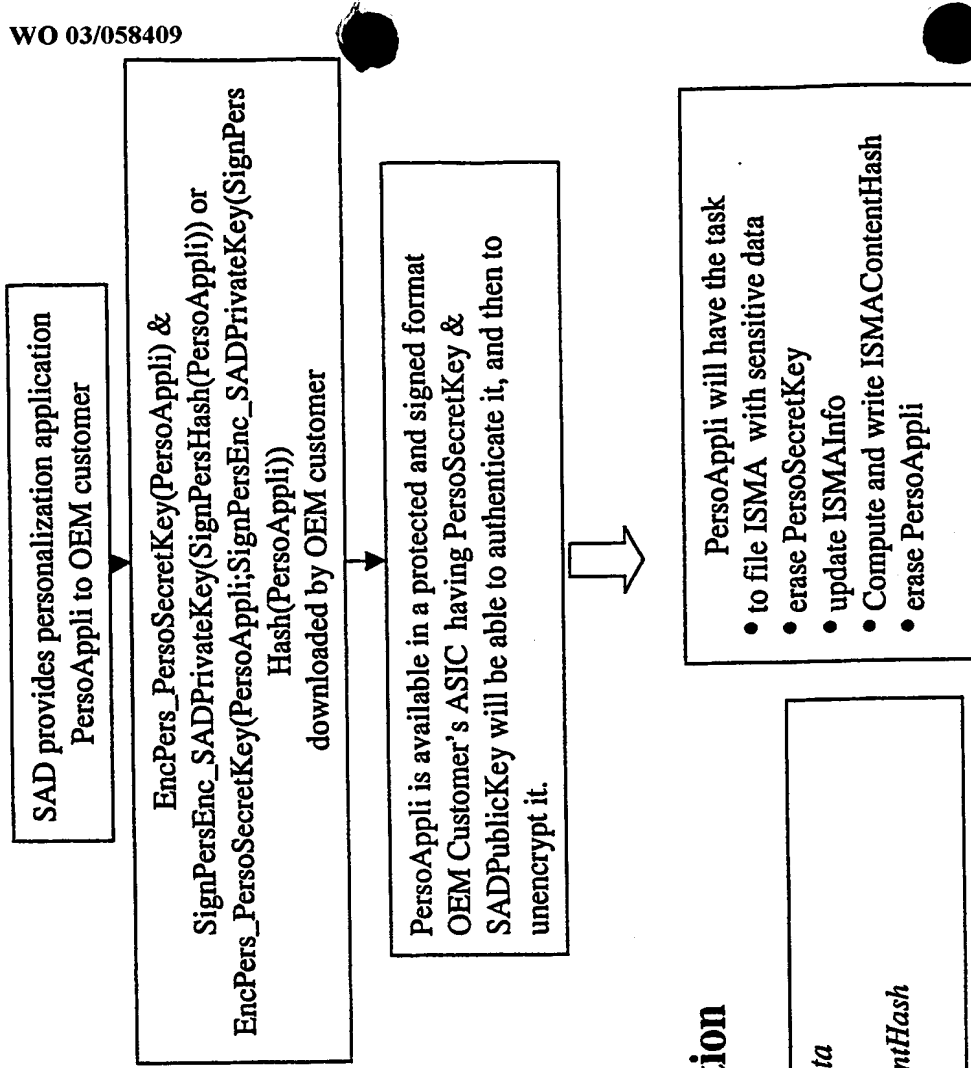 WO 03/058409
SAD provides personalization application
PersoAppli to OEM customer
EncPers_PersoSecretKey(PersoAppli) &
SignPersEnc_SADPrivateKey(SignPersHash(PersoAppli)) or
EncPers_PersoSecretKey(PersoAppli;SignPersEnc_SADPrivateKey(SignPers
Hash(PersoAppli))
downloaded by OEM customer
PersoAppli is available in a protected and signed format
OEM Customer's ASIC having PersoSecretKey &
SADPublicKey will be able to authenticate it, and then to
unencrypt it.
PersoAppli will have the task
• to file ISMA with sensitive data
• erase PersoSecretKey
• update ISMAInfo
• Compute and write ISMAContentHash
• erase PersoAppli
tion
ta
ntHash